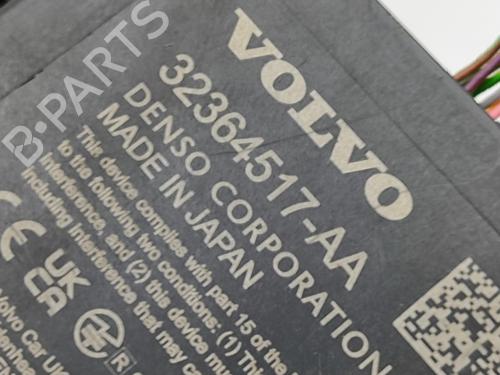 B-PARTS
VOLVO
32364517-AA
DENSO CORPORATION
MADE IN JAPAN
This device complies with part 15 of the
to the following two conditions: (1) This
interference, and (2) this device mu
including interference that may ca
CE UK CA
R
Volvo Car UK